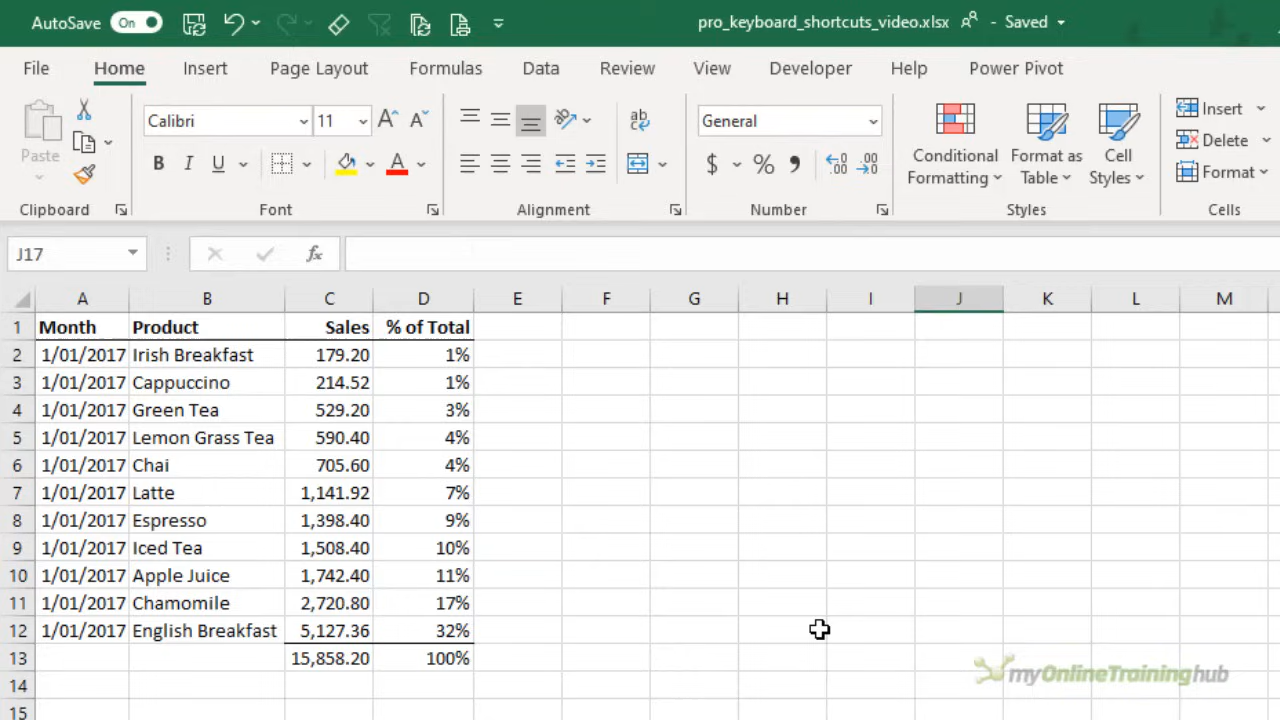 AutoSave On pro_keyboard_shortcuts_video.xlsx - Saved
File Home Insert Page Layout Formulas Data Review View Developer Help Power Pivot
Calibri 11 A A ab General Insert
Paste B I U A $ % , Conditional Formatting Format as Table Cell Styles Delete
Format
Clipboard Font Alignment Number Styles Cells
J17 fx
A B C D E F G H I J K L M
1 Month Product Sales % of Total
2 1/01/2017 Irish Breakfast 179.20 1%
3 1/01/2017 Cappuccino 214.52 1%
4 1/01/2017 Green Tea 529.20 3%
5 1/01/2017 Lemon Grass Tea 590.40 4%
6 1/01/2017 Chai 705.60 4%
7 1/01/2017 Latte 1,141.92 7%
8 1/01/2017 Espresso 1,398.40 9%
9 1/01/2017 Iced Tea 1,508.40 10%
10 1/01/2017 Apple Juice 1,742.40 11%
11 1/01/2017 Chamomile 2,720.80 17%
12 1/01/2017 English Breakfast 5,127.36 32%
13 15,858.20 100%
14
15
myOnlineTraininghub